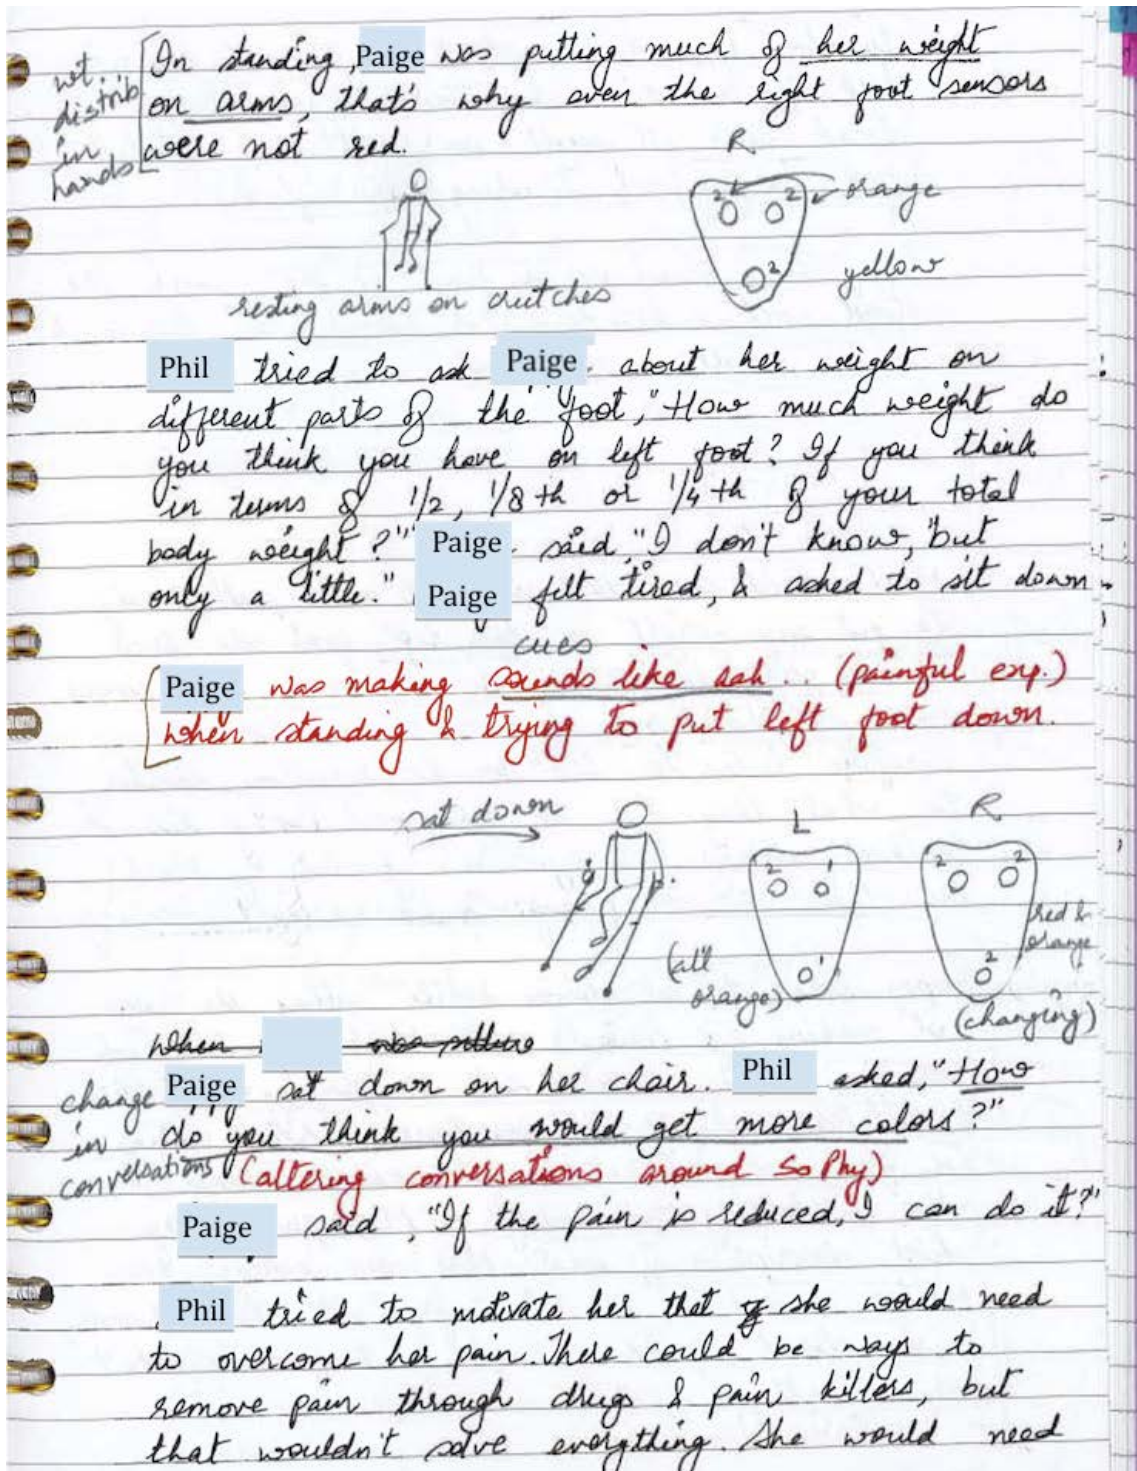 In standing, Paige was putting much of her weight
on arms, that's why even the right foot sensors
were not red.
wt.
distrib
in
hands
R
2 2 orange
2 yellow
resting arms on crutches
Phil tried to ask Paige about her weight on
different parts of the foot, "How much weight do
you think you have on left foot? If you think
in terms of 1/2, 1/8th or 1/4th of your total
body weight?" Paige said, "I don't know, but
only a little." Paige felt tired, & asked to sit down.
cues
Paige was making sounds like aah .. (painful exp.)
when standing & trying to put left foot down.
sat down
L R
2 1 2 2
red &
orange
(all
orange)
1 2
(changing)
when was putting
Paige sat down on her chair. Phil asked, "How
do you think you would get more colors?"
change
in
conversations
(altering conversations around SoPhy)
Paige said, "If the pain is reduced, I can do it?"
Phil tried to motivate her that if she would need
to overcome her pain. There could be ways to
remove pain through drugs & pain killers, but
that wouldn't solve everything. She would need